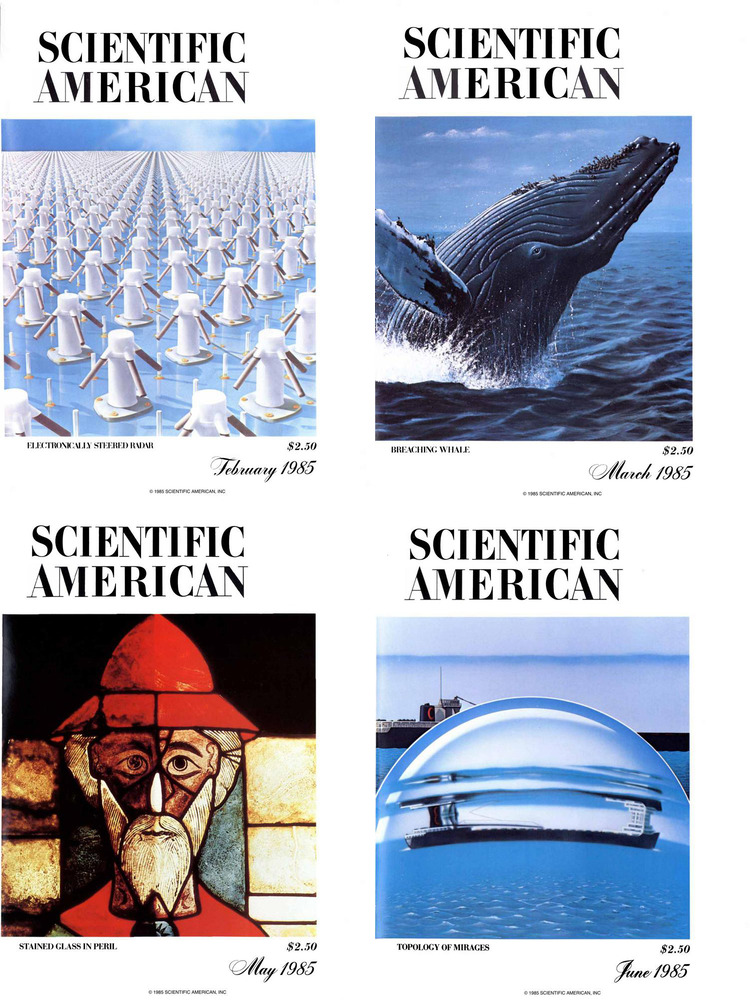 SCIENTIFIC
AMERICAN
ELECTRONICALLY STEERED RADAR
$2.50
February 1985
© 1985 SCIENTIFIC AMERICAN, INC
SCIENTIFIC
AMERICAN
BREACHING WHALE
$2.50
March 1985
© 1985 SCIENTIFIC AMERICAN, INC
SCIENTIFIC
AMERICAN
STAINED GLASS IN PERIL
$2.50
May 1985
© 1985 SCIENTIFIC AMERICAN, INC
SCIENTIFIC
AMERICAN
TOPOLOGY OF MIRAGES
$2.50
June 1985
© 1985 SCIENTIFIC AMERICAN, INC